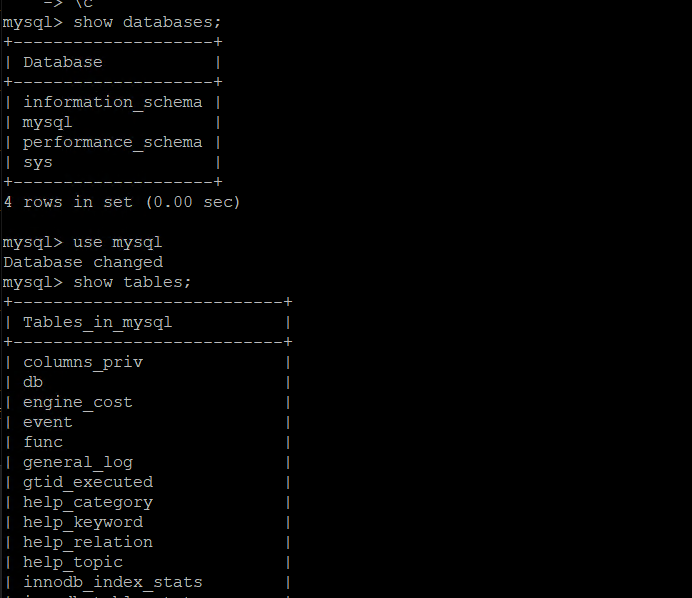 -> \c
mysql> show databases;
+--------------------+
| Database           |
+--------------------+
| information_schema |
| mysql              |
| performance_schema |
| sys                |
+--------------------+
4 rows in set (0.00 sec)
mysql> use mysql
Database changed
mysql> show tables;
+---------------------------+
| Tables_in_mysql           |
+---------------------------+
| columns_priv              |
| db                        |
| engine_cost               |
| event                     |
| func                      |
| general_log               |
| gtid_executed             |
| help_category             |
| help_keyword              |
| help_relation             |
| help_topic                |
| innodb_index_stats        |